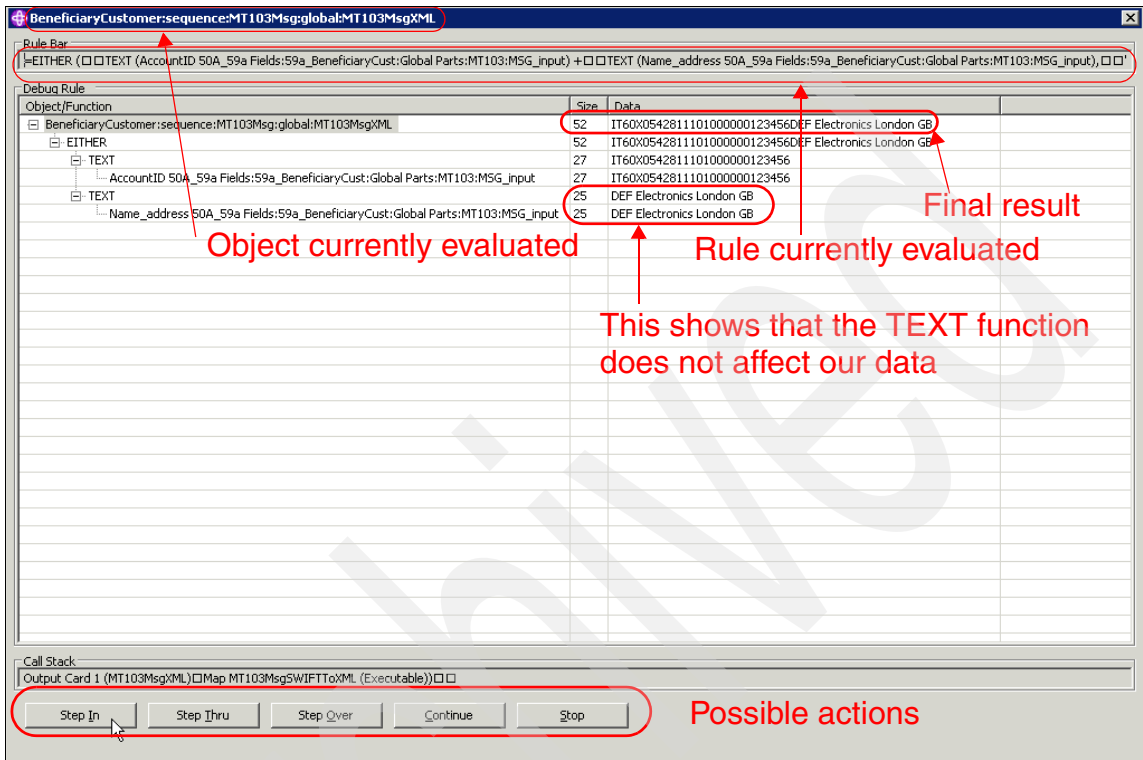 BeneficiaryCustomer:sequence:MT103Msg:global:MT103MsgXML
Rule Bar
=EITHER (□□TEXT (AccountID 50A_59a Fields:59a_BeneficiaryCust:Global Parts:MT103:MSG_input) +□□TEXT (Name_address 50A_59a Fields:59a_BeneficiaryCust:Global Parts:MT103:MSG_input),□□'
Debug Rule
Object/Function Size Data
BeneficiaryCustomer:sequence:MT103Msg:global:MT103MsgXML 52 IT60X0542811101000000123456DEF Electronics London GB
EITHER 52 IT60X0542811101000000123456DEF Electronics London GB
TEXT 27 IT60X0542811101000000123456
AccountID 50A_59a Fields:59a_BeneficiaryCust:Global Parts:MT103:MSG_input 27 IT60X0542811101000000123456
TEXT 25 DEF Electronics London GB
Name_address 50A_59a Fields:59a_BeneficiaryCust:Global Parts:MT103:MSG_input 25 DEF Electronics London GB
Final result
Object currently evaluated
Rule currently evaluated
This shows that the TEXT function
does not affect our data
Call Stack
Output Card 1 (MT103MsgXML)□Map MT103MsgSWIFTToXML (Executable))□□
Step In Step Thru Step Over Continue Stop
Possible actions